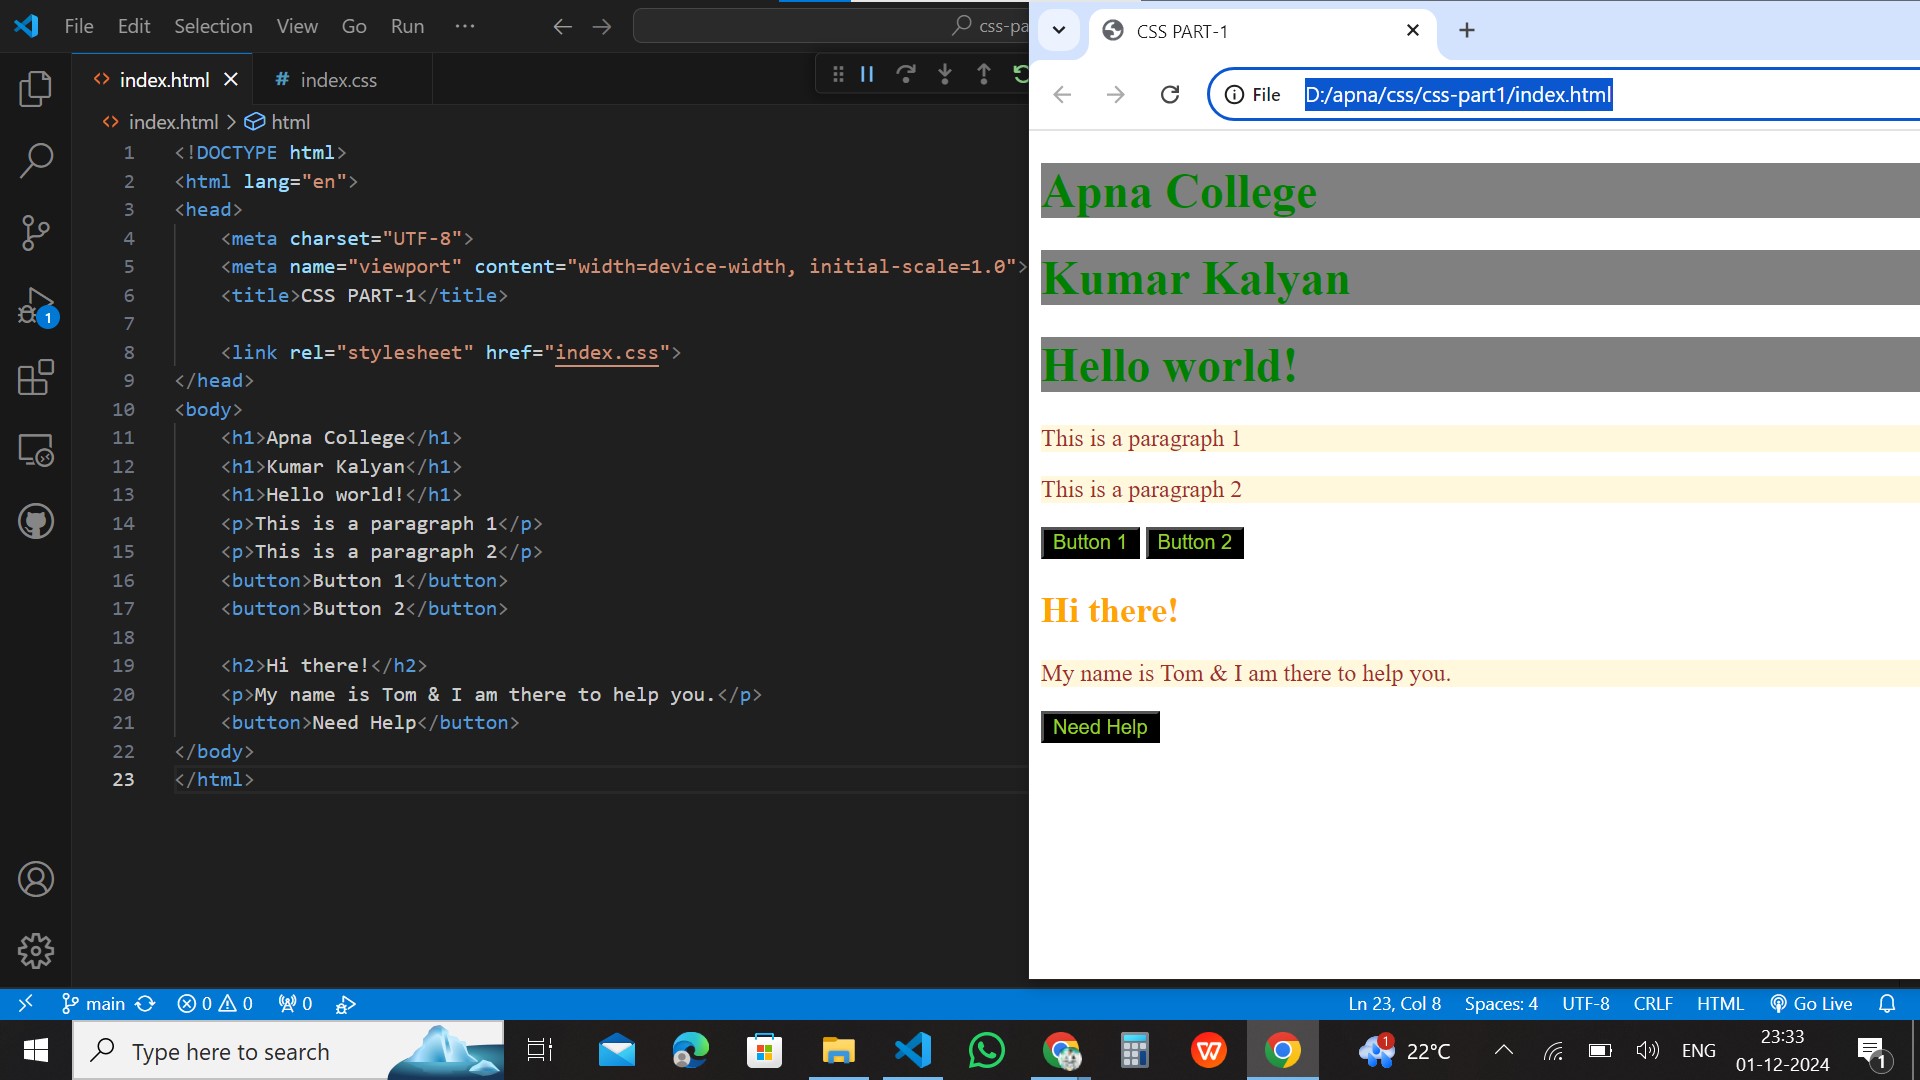 File Edit Selection View Go Run ··· css-pa
index.html index.css
index.html > html
1 <!DOCTYPE html>
2 <html lang="en">
3 <head>
4 <meta charset="UTF-8">
5 <meta name="viewport" content="width=device-width, initial-scale=1.0">
6 <title>CSS PART-1</title>
7
8 <link rel="stylesheet" href="index.css">
9 </head>
10 <body>
11 <h1>Apna College</h1>
12 <h1>Kumar Kalyan</h1>
13 <h1>Hello world!</h1>
14 <p>This is a paragraph 1</p>
15 <p>This is a paragraph 2</p>
16 <button>Button 1</button>
17 <button>Button 2</button>
18
19 <h2>Hi there!</h2>
20 <p>My name is Tom & I am there to help you.</p>
21 <button>Need Help</button>
22 </body>
23 </html>
1
CSS PART-1
File D:/apna/css/css-part1/index.html
Apna College
Kumar Kalyan
Hello world!
This is a paragraph 1
This is a paragraph 2
Button 1 Button 2
Hi there!
My name is Tom & I am there to help you.
Need Help
main 0 0 0 Ln 23, Col 8 Spaces: 4 UTF-8 CRLF HTML Go Live
Type here to search 1 22°C ENG 23:33
01-12-2024 1